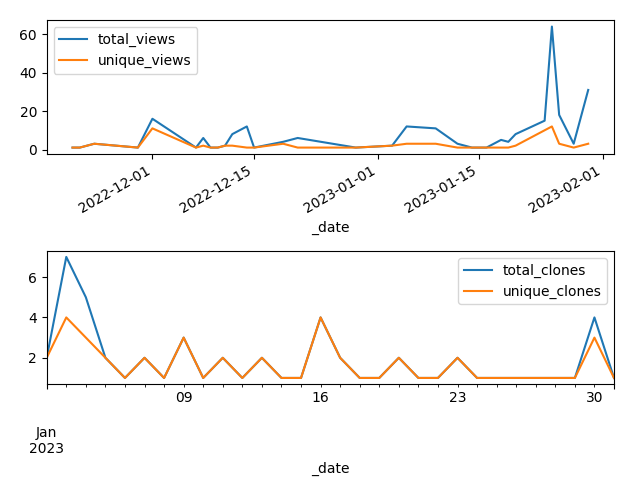 60
40
20
0
total_views
unique_views
2022-12-01
2022-12-15
2023-01-01
2023-01-15
2023-02-01
_date
6
4
2
total_clones
unique_clones
09
16
23
30
Jan
2023
_date